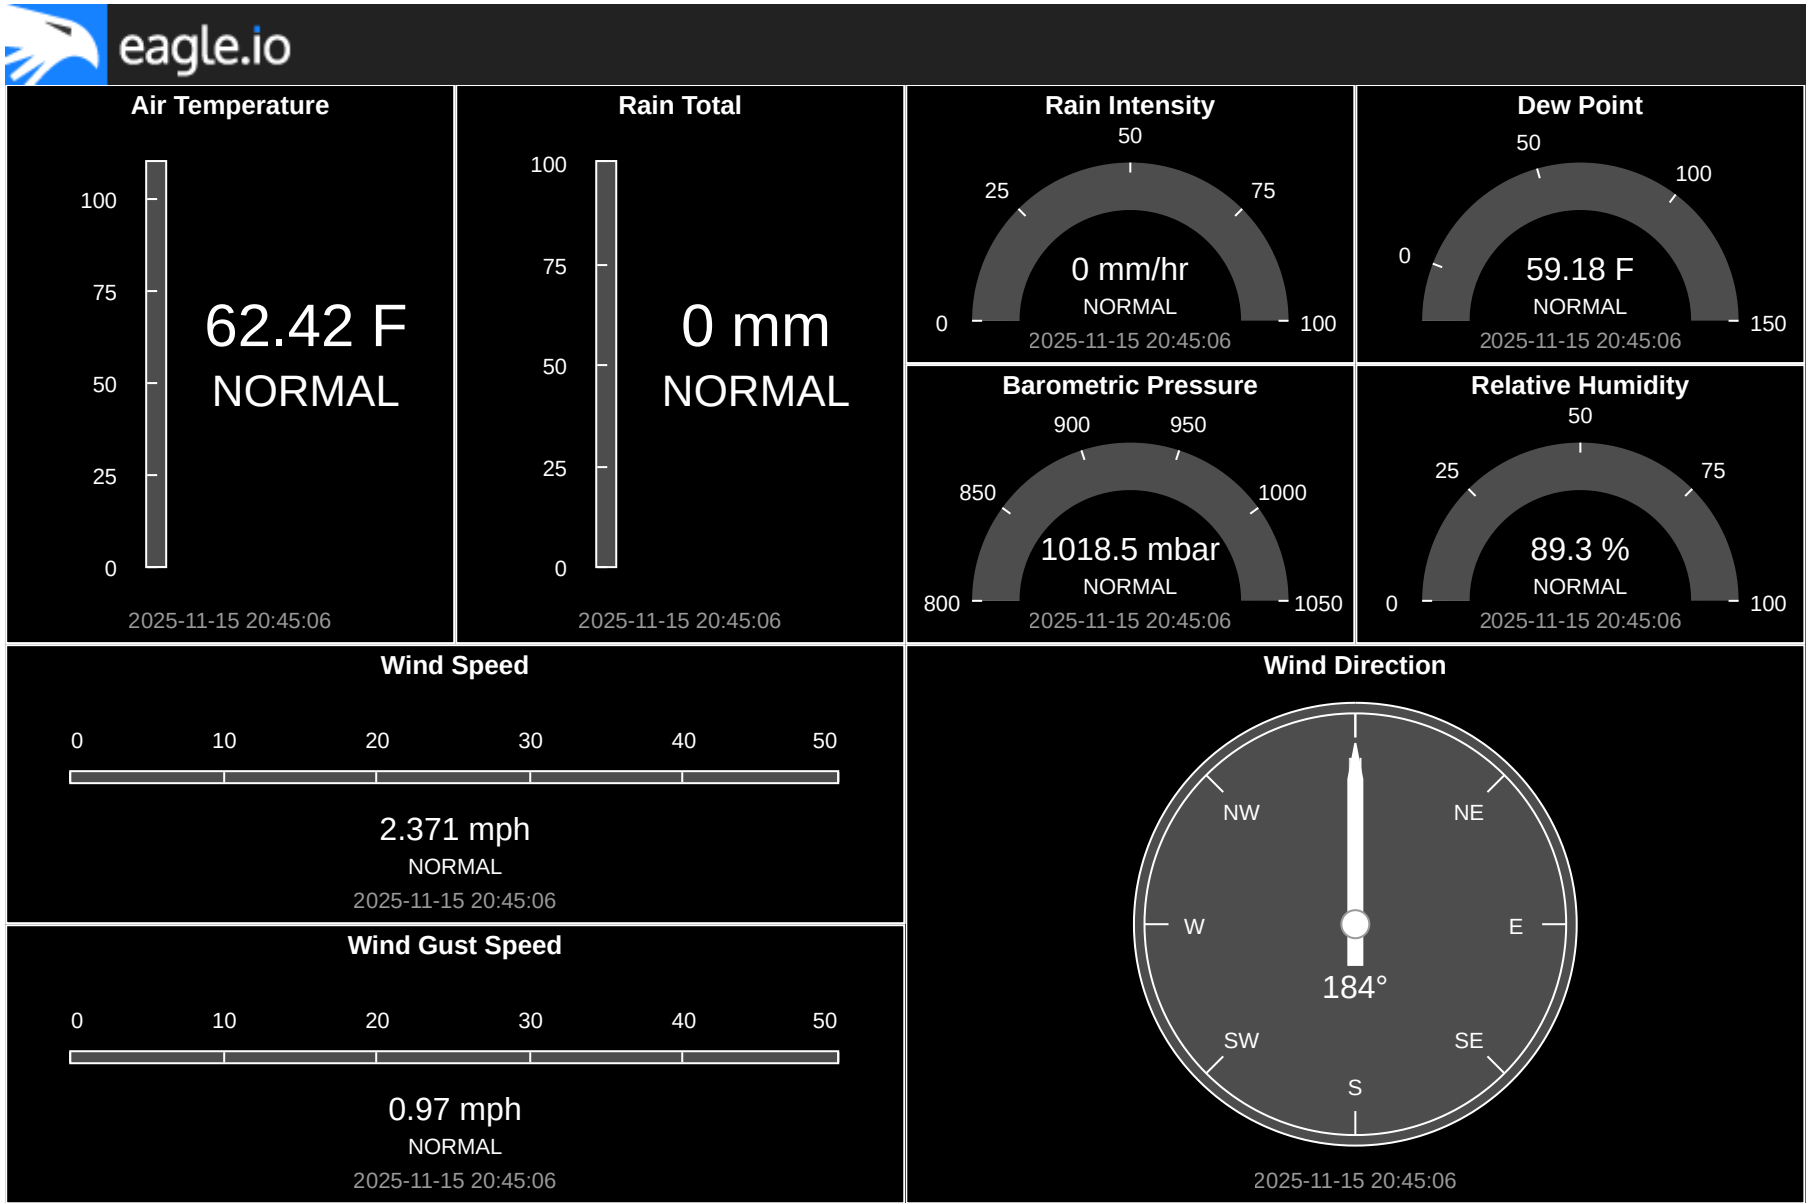 eagle.io
Air Temperature
100
75
50
25
0
62.42 F
NORMAL
2025-11-15 20:45:06
Rain Total
100
75
50
25
0
0 mm
NORMAL
2025-11-15 20:45:06
Rain Intensity
50
25 75
0 100
0 mm/hr
NORMAL
2025-11-15 20:45:06
Dew Point
50
100
0
150
59.18 F
NORMAL
2025-11-15 20:45:06
Barometric Pressure
900 950
850 1000
800 1050
1018.5 mbar
NORMAL
2025-11-15 20:45:06
Relative Humidity
50
25 75
0 100
89.3 %
NORMAL
2025-11-15 20:45:06
Wind Speed
0 10 20 30 40 50
2.371 mph
NORMAL
2025-11-15 20:45:06
Wind Gust Speed
0 10 20 30 40 50
0.97 mph
NORMAL
2025-11-15 20:45:06
Wind Direction
NW NE
W E
184°
SW SE
S
2025-11-15 20:45:06